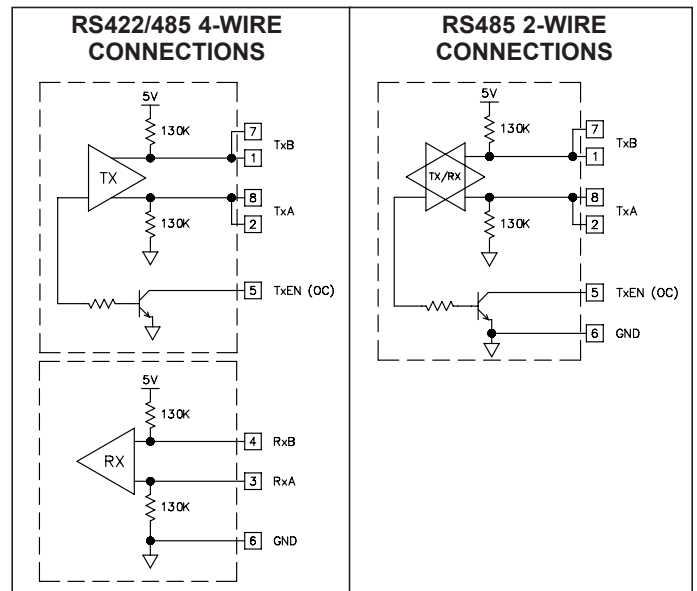 RS422/485 4-WIRE
CONNECTIONS
5V
130K
7
TxB
1
TX
8
TxA
130K
2
5 TxEN (OC)
5V
130K
4 RxB
RX
3 RxA
130K
6 GND
RS485 2-WIRE
CONNECTIONS
5V
130K
7
TxB
1
TX/RX
8
TxA
130K
2
5 TxEN (OC)
6 GND